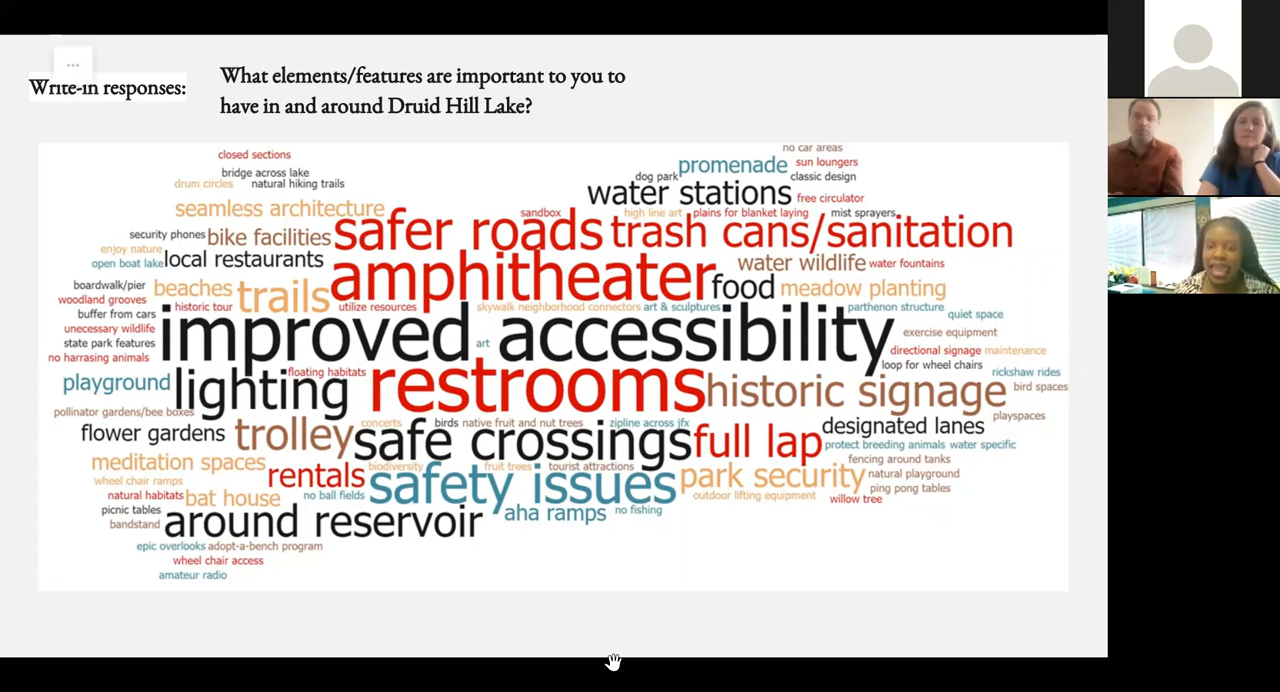 ...
Write-in responses:
What elements/features are important to you to
have in and around Druid Hill Lake?
closed sections
no car areas
bridge across lake
promenade
sun loungers
drum circles
natural hiking trails
dog park
classic design
water stations
free circulator
seamless architecture
sandbox
high line art
plains for blanket laying
mist sprayers
security phones
bike facilities
safer roads
trash cans/sanitation
enjoy nature
open boat lake
local restaurants
water wildlife
water fountains
boardwalk/pier
beaches
trails
amphitheater
food
meadow planting
woodland grooves
historic tour
utilize resources
skywalk neighborhood connectors
art & sculptures
parthenon structure
quiet space
buffer from cars
unecessary wildlife
improved accessibility
exercise equipment
state park features
art
directional signage
maintenance
no harrasing animals
floating habitats
loop for wheel chairs
rickshaw rides
playground
lighting
restrooms
historic signage
bird spaces
pollinator gardens/bee boxes
concerts
birds
native fruit and nut trees
zipline across jfx
playspaces
flower gardens
trolley
safe crossings
full lap
designated lanes
protect breeding animals
water specific
meditation spaces
biodiversity
fruit trees
tourist attractions
fencing around tanks
wheel chair ramps
rentals
safety issues
park security
natural playground
natural habitats
bat house
no ball fields
outdoor lifting equipment
ping pong tables
willow tree
picnic tables
around reservoir
aha ramps
no fishing
bandstand
epic overlooks
adopt-a-bench program
wheel chair access
amateur radio